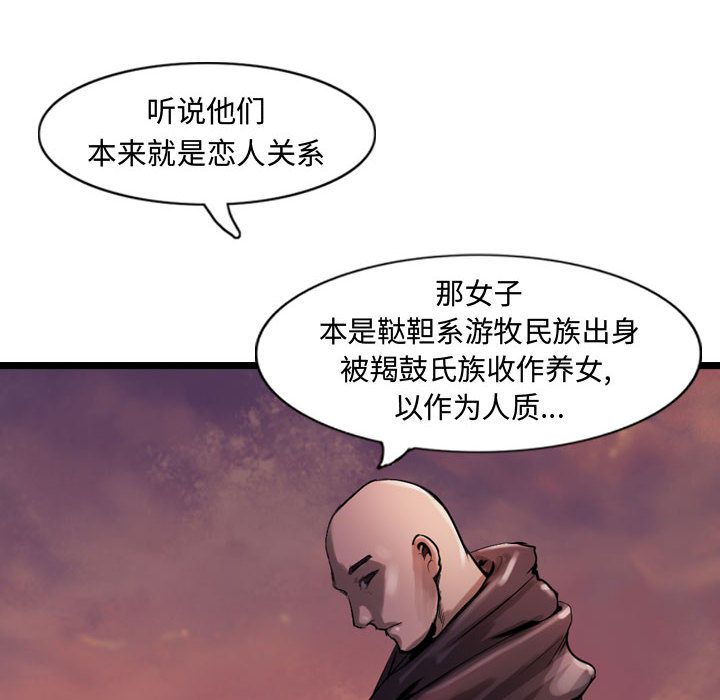 听说他们
本来就是恋人关系
那女子
本是鞑靼系游牧民族出身
被羯鼓氏族收作养女,
以作为人质...